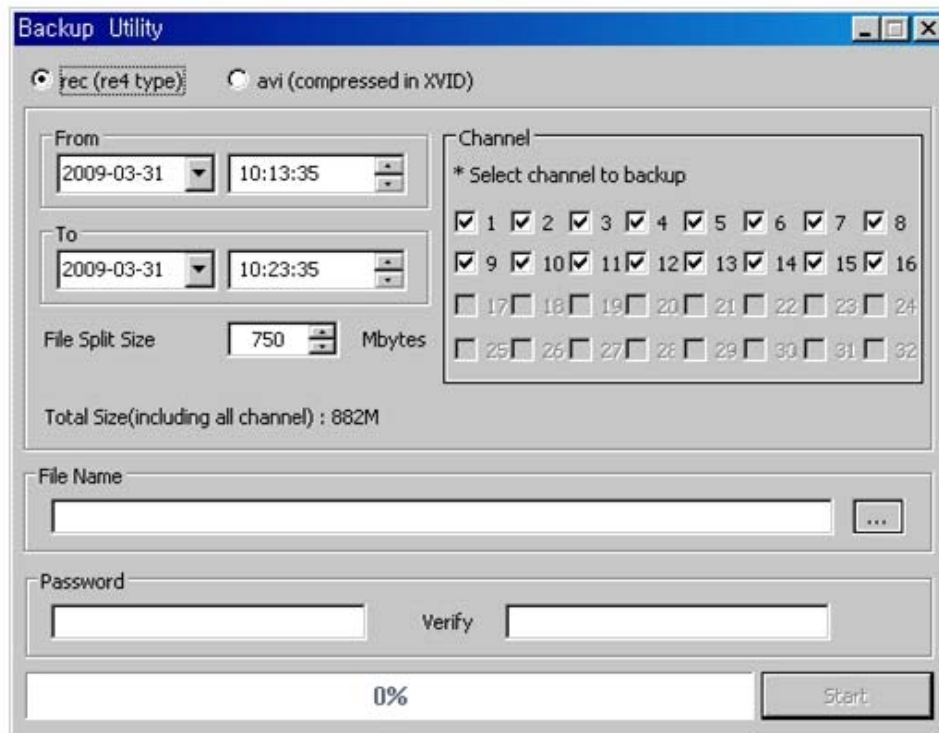 Backup Utility
rec (re4 type)
avi (compressed in XVID)
From
2009-03-31
10:13:35
To
2009-03-31
10:23:35
File Split Size
750
Mbytes
Total Size(including all channel) : 882M
Channel
* Select channel to backup
1 2 3 4 5 6 7 8
9 10 11 12 13 14 15 16
17 18 19 20 21 22 23 24
25 26 27 28 29 30 31 32
File Name
...
Password
Verify
0%
Start